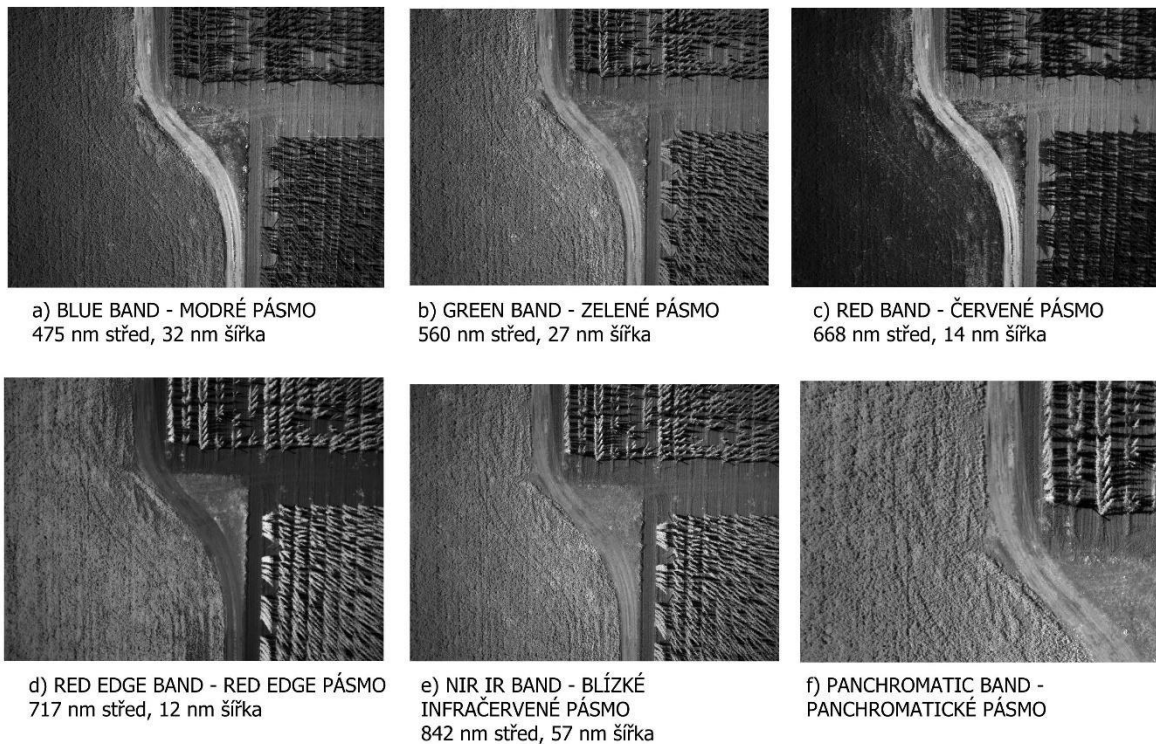 a) BLUE BAND - MODRÉ PÁSMO
475 nm střed, 32 nm šířka
b) GREEN BAND - ZELENÉ PÁSMO
560 nm střed, 27 nm šířka
c) RED BAND - ČERVENÉ PÁSMO
668 nm střed, 14 nm šířka
d) RED EDGE BAND - RED EDGE PÁSMO
717 nm střed, 12 nm šířka
e) NIR IR BAND - BLÍZKÉ
INFRAČERVENÉ PÁSMO
842 nm střed, 57 nm šířka
f) PANCHROMATIC BAND -
PANCHROMATICKÉ PÁSMO